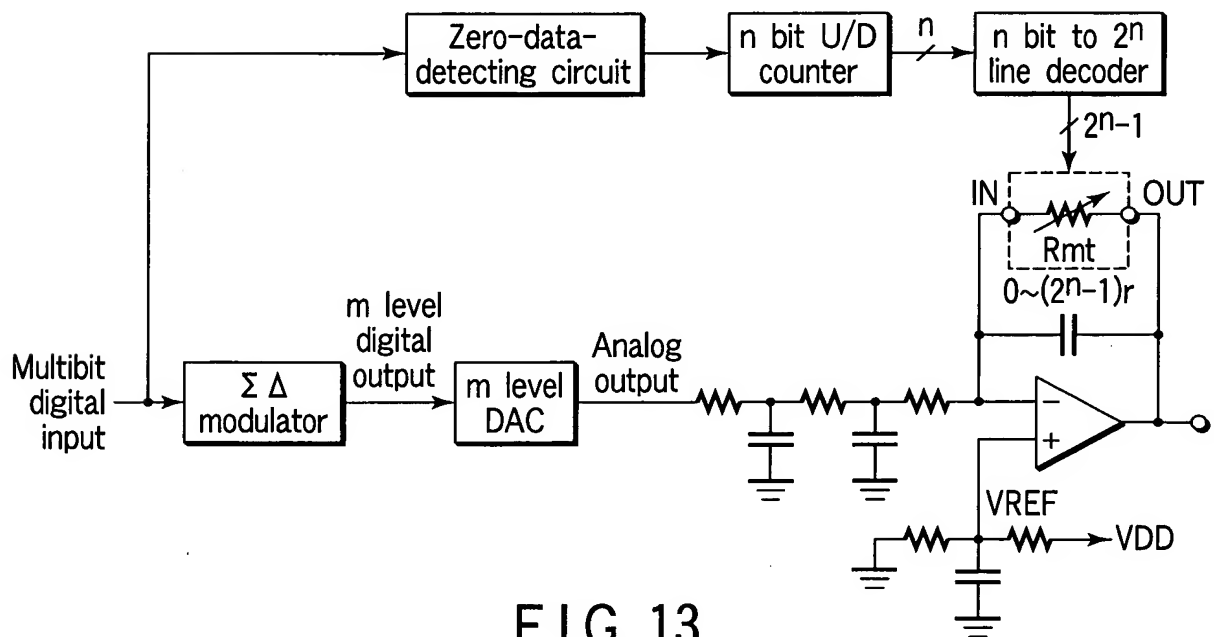 Zero-data-
detecting circuit
n bit U/D
counter
n
n bit to 2ⁿ
line decoder
2ⁿ-1
IN
OUT
Rmt
0~(2ⁿ-1)r
Multibit
digital
input
Σ Δ
modulator
m level
digital
output
m level
DAC
Analog
output
−
+
VREF
VDD
FIG. 13